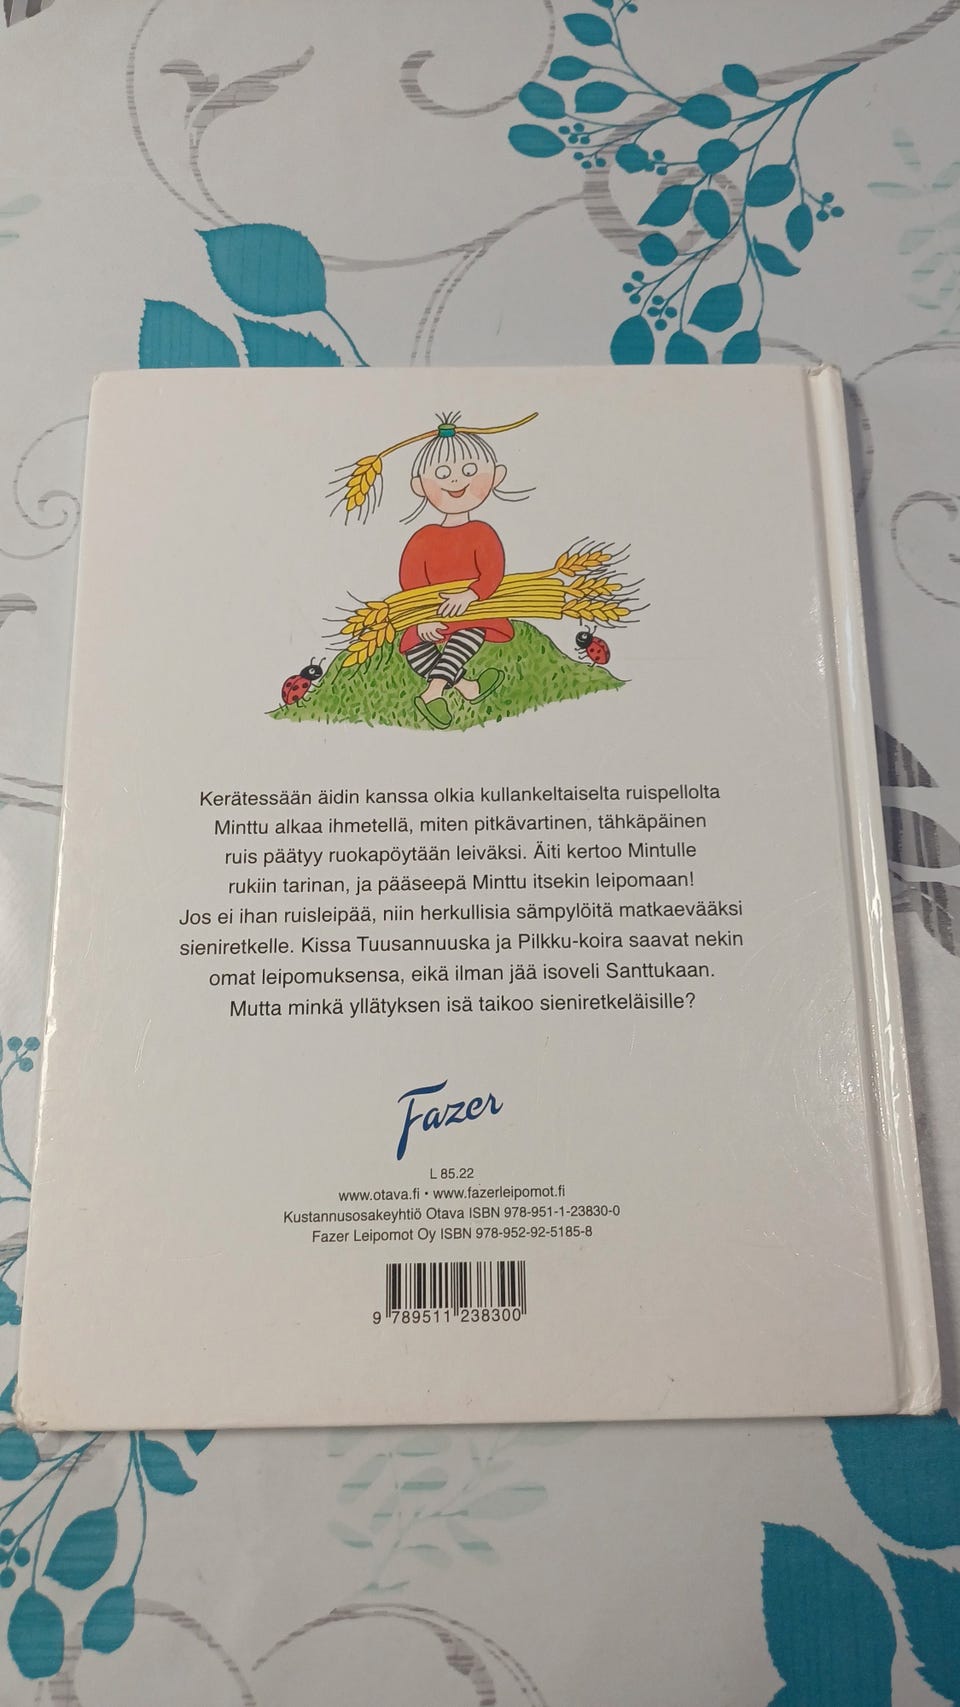 Kerätessään äidin kanssa olkia kullankeltaiselta ruispellolta
Minttu alkaa ihmetellä, miten pitkävartinen, tähkäpäinen
ruis päätyy ruokapöytään leiväksi. Äiti kertoo Mintulle
rukiin tarinan, ja pääseepä Minttu itsekin leipomaan!
Jos ei ihan ruisleipää, niin herkullisia sämpylöitä matkaevääksi
sieniretkelle. Kissa Tuusannuuska ja Pilkku-koira saavat nekin
omat leipomuksensa, eikä ilman jää isoveli Santtukaan.
Mutta minkä yllätyksen isä taikoo sieniretkeläisille?
Fazer
L 85.22
www.otava.fi • www.fazerleipomot.fi
Kustannusosakeyhtiö Otava ISBN 978-951-1-23830-0
Fazer Leipomot Oy ISBN 978-952-92-5185-8
9 789511 238300